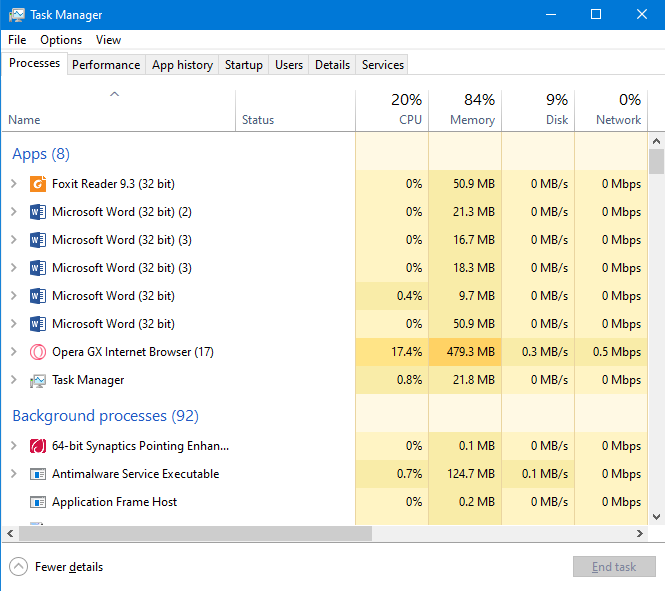 Task Manager
File Options View
Processes Performance App history Startup Users Details Services
20% 84% 9% 0%
Name Status CPU Memory Disk Network
Apps (8)
Foxit Reader 9.3 (32 bit) 0% 50.9 MB 0 MB/s 0 Mbps
Microsoft Word (32 bit) (2) 0% 21.3 MB 0 MB/s 0 Mbps
Microsoft Word (32 bit) (3) 0% 16.7 MB 0 MB/s 0 Mbps
Microsoft Word (32 bit) (3) 0% 18.3 MB 0 MB/s 0 Mbps
Microsoft Word (32 bit) 0.4% 9.7 MB 0 MB/s 0 Mbps
Microsoft Word (32 bit) 0% 50.9 MB 0 MB/s 0 Mbps
Opera GX Internet Browser (17) 17.4% 479.3 MB 0.3 MB/s 0.5 Mbps
Task Manager 0.8% 21.8 MB 0 MB/s 0 Mbps
Background processes (92)
64-bit Synaptics Pointing Enhan... 0% 0.1 MB 0 MB/s 0 Mbps
Antimalware Service Executable 0.7% 124.7 MB 0.1 MB/s 0 Mbps
Application Frame Host 0% 0.2 MB 0 MB/s 0 Mbps
Fewer details End task